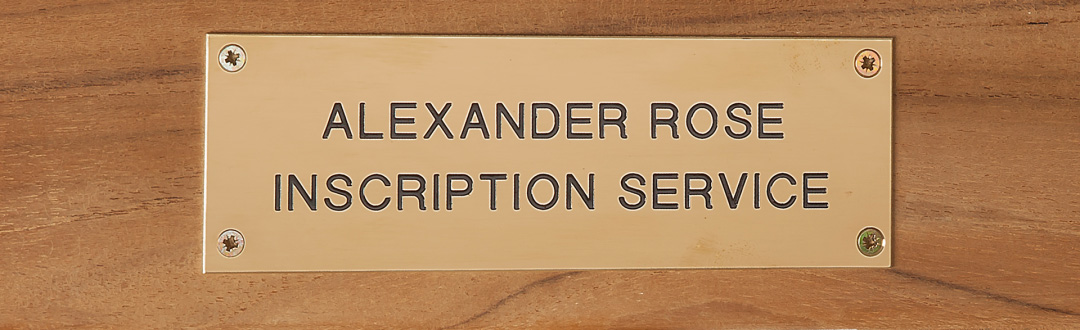 ALEXANDER ROSE
INSCRIPTION SERVICE